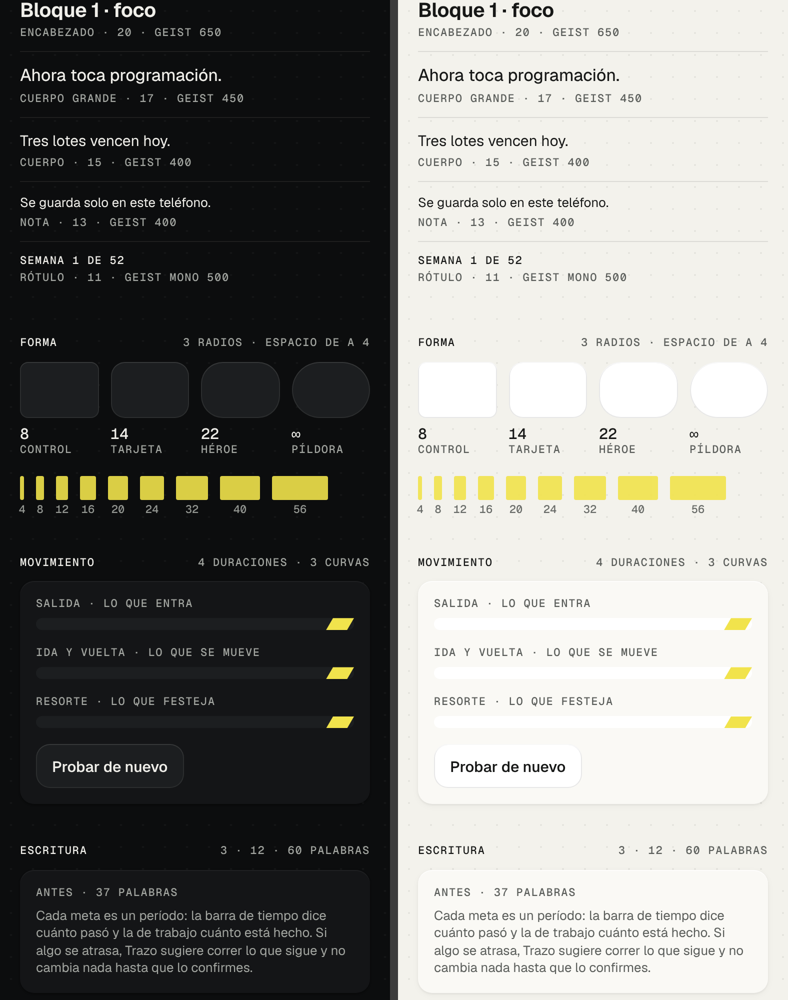 Bloque 1 · foco
ENCABEZADO · 20 · GEIST 650
Ahora toca programación.
CUERPO GRANDE · 17 · GEIST 450
Tres lotes vencen hoy.
CUERPO · 15 · GEIST 400
Se guarda solo en este teléfono.
NOTA · 13 · GEIST 400
SEMANA 1 DE 52
RÓTULO · 11 · GEIST MONO 500
FORMA 3 RADIOS · ESPACIO DE A 4
8 14 22 ∞
CONTROL TARJETA HÉROE PÍLDORA
4 8 12 16 20 24 32 40 56
MOVIMIENTO 4 DURACIONES · 3 CURVAS
SALIDA · LO QUE ENTRA
IDA Y VUELTA · LO QUE SE MUEVE
RESORTE · LO QUE FESTEJA
Probar de nuevo
ESCRITURA 3 · 12 · 60 PALABRAS
ANTES · 37 PALABRAS
Cada meta es un período: la barra de tiempo dice
cuánto pasó y la de trabajo cuánto está hecho. Si
algo se atrasa, Trazo sugiere correr lo que sigue y no
cambia nada hasta que lo confirmes.
Bloque 1 · foco
ENCABEZADO · 20 · GEIST 650
Ahora toca programación.
CUERPO GRANDE · 17 · GEIST 450
Tres lotes vencen hoy.
CUERPO · 15 · GEIST 400
Se guarda solo en este teléfono.
NOTA · 13 · GEIST 400
SEMANA 1 DE 52
RÓTULO · 11 · GEIST MONO 500
FORMA 3 RADIOS · ESPACIO DE A 4
8 14 22 ∞
CONTROL TARJETA HÉROE PÍLDORA
4 8 12 16 20 24 32 40 56
MOVIMIENTO 4 DURACIONES · 3 CURVAS
SALIDA · LO QUE ENTRA
IDA Y VUELTA · LO QUE SE MUEVE
RESORTE · LO QUE FESTEJA
Probar de nuevo
ESCRITURA 3 · 12 · 60 PALABRAS
ANTES · 37 PALABRAS
Cada meta es un período: la barra de tiempo dice
cuánto pasó y la de trabajo cuánto está hecho. Si
algo se atrasa, Trazo sugiere correr lo que sigue y no
cambia nada hasta que lo confirmes.